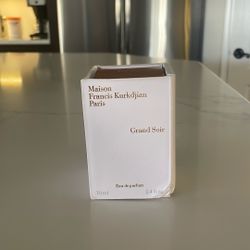 Maison
Francis Kurkdjian
Paris
Grand Soir
Eau de parfum